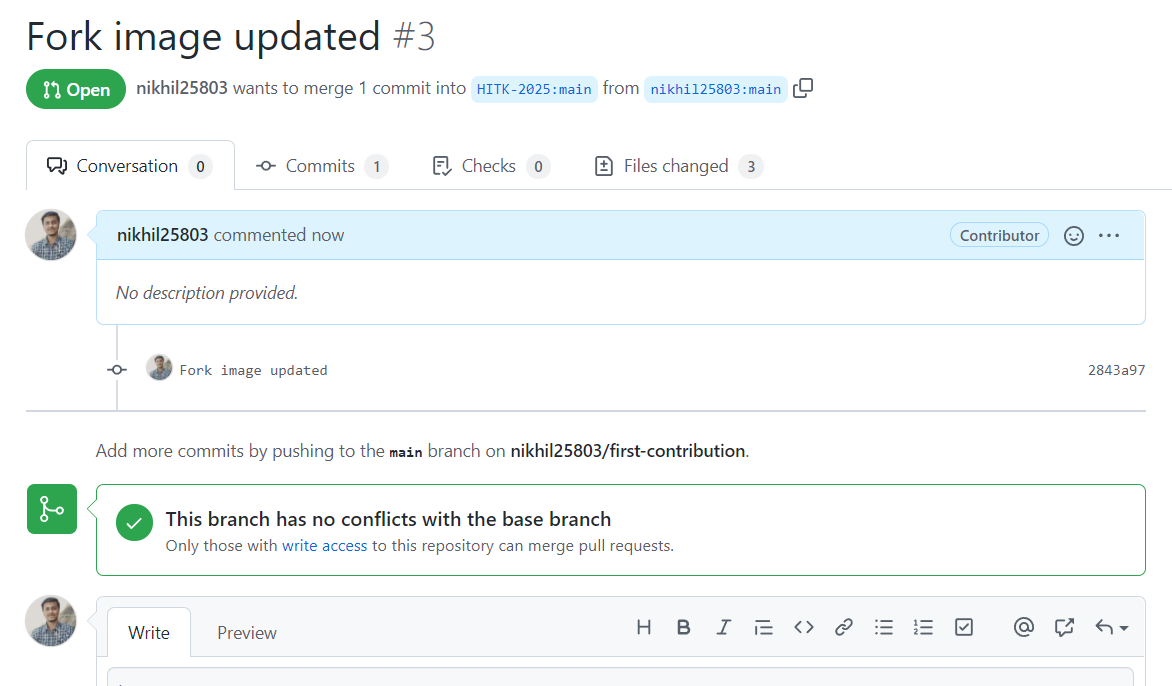 Fork image updated #3
Open nikhil25803 wants to merge 1 commit into HITK-2025:main from nikhil25803:main
Conversation 0 Commits 1 Checks 0 Files changed 3
nikhil25803 commented now Contributor
No description provided.
Fork image updated 2843a97
Add more commits by pushing to the main branch on nikhil25803/first-contribution.
This branch has no conflicts with the base branch
Only those with write access to this repository can merge pull requests.
Write Preview